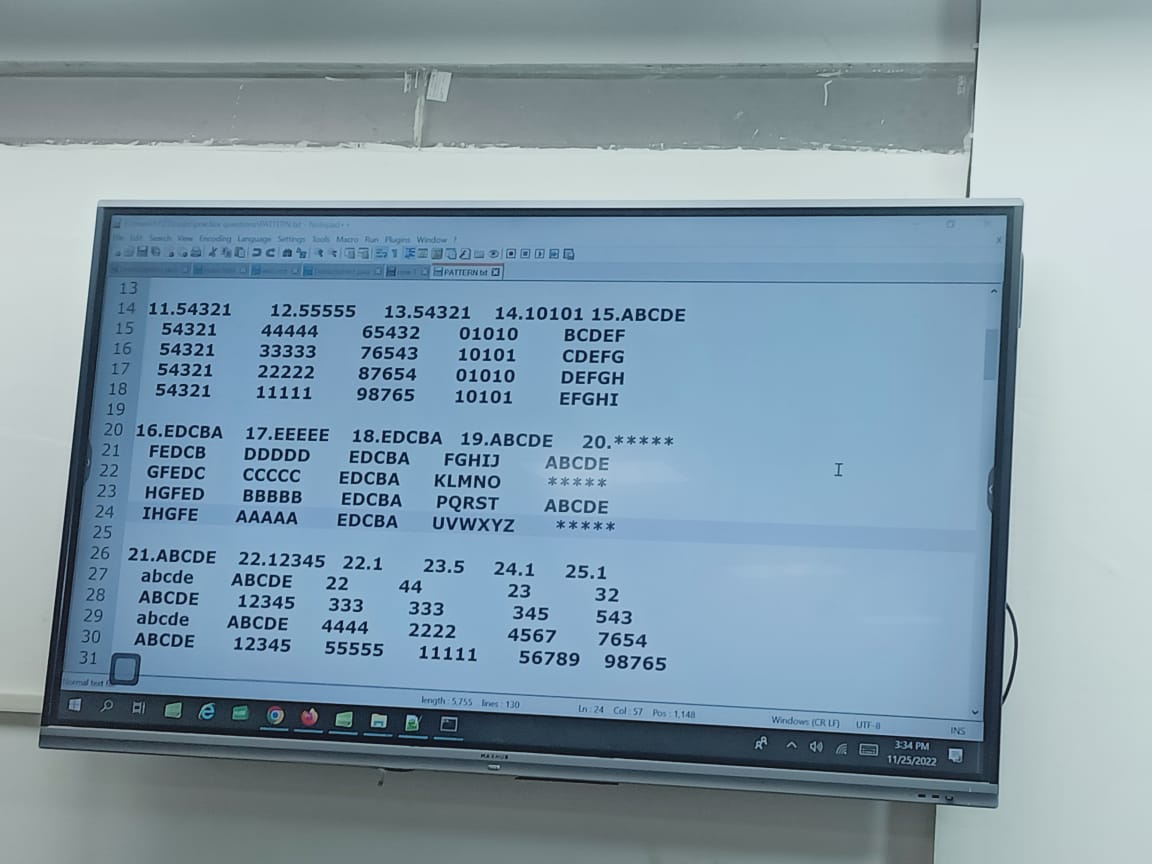 File Edit Search View Encoding Language Settings Tools Macro Run Plugins Window ?
PATTERN.txt
13
14 11.54321 12.55555 13.54321 14.10101 15.ABCDE
15 54321 44444 65432 01010 BCDEF
16 54321 33333 76543 10101 CDEFG
17 54321 22222 87654 01010 DEFGH
18 54321 11111 98765 10101 EFGHI
19
20 16.EDCBA 17.EEEEE 18.EDCBA 19.ABCDE 20.*****
21 FEDCB DDDDD EDCBA FGHIJ ABCDE
22 GFEDC CCCCC EDCBA KLMNO *****
23 HGFED BBBBB EDCBA PQRST ABCDE
24 IHGFE AAAAA EDCBA UVWXYZ *****
25
26 21.ABCDE 22.12345 22.1 23.5 24.1 25.1
27 abcde ABCDE 22 44 23 32
28 ABCDE 12345 333 333 345 543
29 abcde ABCDE 4444 2222 4567 7654
30 ABCDE 12345 55555 11111 56789 98765
31
Normal text length : 5,755 lines : 130 Ln : 24 Col : 57 Pos : 1,148 Windows (CR LF) UTF-8 INS
3:34 PM
11/25/2022
MAXHUB